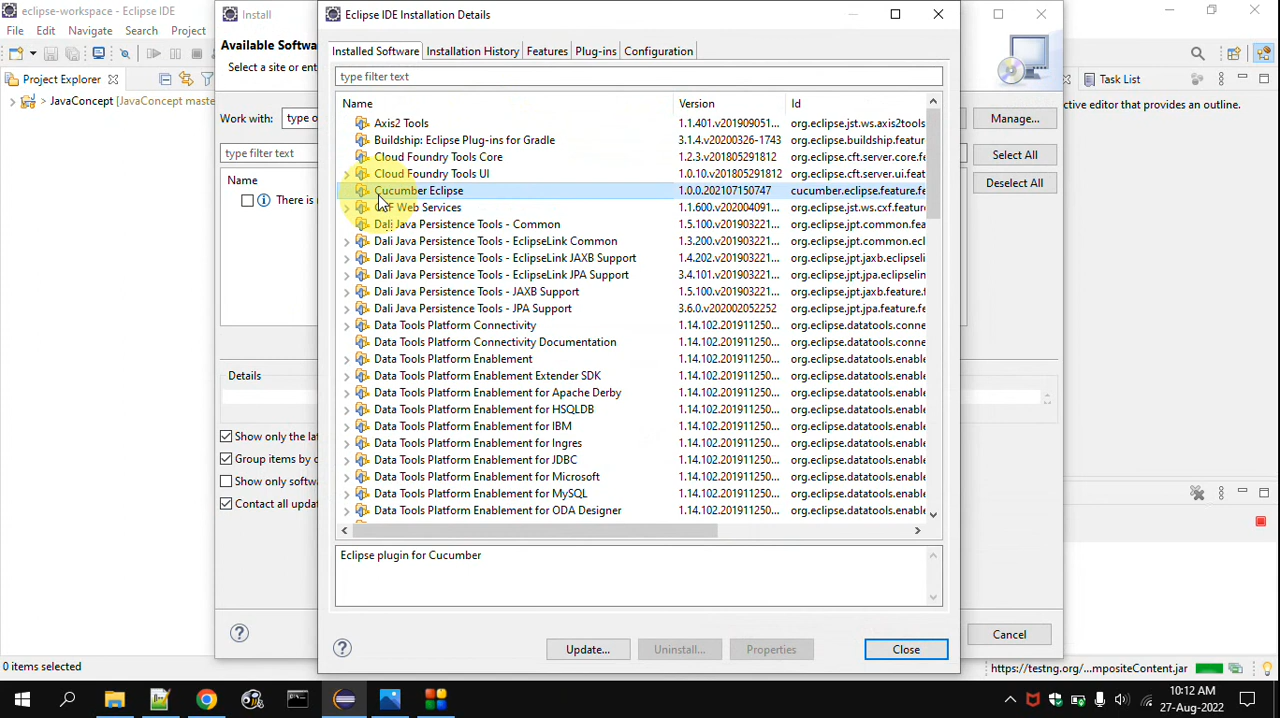 eclipse-workspace - Eclipse IDE
File Edit Navigate Search Project
Project Explorer
JavaConcept [JavaConcept maste
Install
Available Software
Select a site or ente
Work with: type o
type filter text
Name
There is n
Details
Show only the lat
Group items by c
Show only softwa
Contact all updat
Eclipse IDE Installation Details
Installed Software Installation History Features Plug-ins Configuration
type filter text
Name Version Id
Axis2 Tools 1.1.401.v201909051... org.eclipse.jst.ws.axis2tools
Buildship: Eclipse Plug-ins for Gradle 3.1.4.v20200326-1743 org.eclipse.buildship.featur
Cloud Foundry Tools Core 1.2.3.v201805291812 org.eclipse.cft.server.core.fe
Cloud Foundry Tools UI 1.0.10.v201805291812 org.eclipse.cft.server.ui.feat
Cucumber Eclipse 1.0.0.202107150747 cucumber.eclipse.feature.fe
Web Services 1.1.600.v202004091... org.eclipse.jst.ws.cxf.featur
Dali Java Persistence Tools - Common 1.5.100.v201903221... org.eclipse.jpt.common.fea
Dali Java Persistence Tools - EclipseLink Common 1.3.200.v201903221... org.eclipse.jpt.common.ecl
Dali Java Persistence Tools - EclipseLink JAXB Support 1.4.202.v201903221... org.eclipse.jpt.jaxb.eclipsel
Dali Java Persistence Tools - EclipseLink JPA Support 3.4.101.v201903221... org.eclipse.jpt.jpa.eclipselin
Dali Java Persistence Tools - JAXB Support 1.5.100.v201903221... org.eclipse.jpt.jaxb.feature.f
Dali Java Persistence Tools - JPA Support 3.6.0.v202002052252 org.eclipse.jpt.jpa.feature.fe
Data Tools Platform Connectivity 1.14.102.201911250... org.eclipse.datatools.conne
Data Tools Platform Connectivity Documentation 1.14.102.201911250... org.eclipse.datatools.conne
Data Tools Platform Enablement 1.14.102.201911250... org.eclipse.datatools.enable
Data Tools Platform Enablement Extender SDK 1.14.102.201911250... org.eclipse.datatools.enable
Data Tools Platform Enablement for Apache Derby 1.14.102.201911250... org.eclipse.datatools.enable
Data Tools Platform Enablement for HSQLDB 1.14.102.201911250... org.eclipse.datatools.enable
Data Tools Platform Enablement for IBM 1.14.102.201911250... org.eclipse.datatools.enable
Data Tools Platform Enablement for Ingres 1.14.102.201911250... org.eclipse.datatools.enable
Data Tools Platform Enablement for JDBC 1.14.102.201911250... org.eclipse.datatools.enable
Data Tools Platform Enablement for Microsoft 1.14.102.201911250... org.eclipse.datatools.enable
Data Tools Platform Enablement for MySQL 1.14.102.201911250... org.eclipse.datatools.enable
Data Tools Platform Enablement for ODA Designer 1.14.102.201911250... org.eclipse.datatools.enable
Eclipse plugin for Cucumber
Update... Uninstall... Properties Close
Manage...
Select All
Deselect All
Cancel
Task List
ctive editor that provides an outline.
0 items selected
https://testng.org/...mpositeContent.jar
10:12 AM
27-Aug-2022